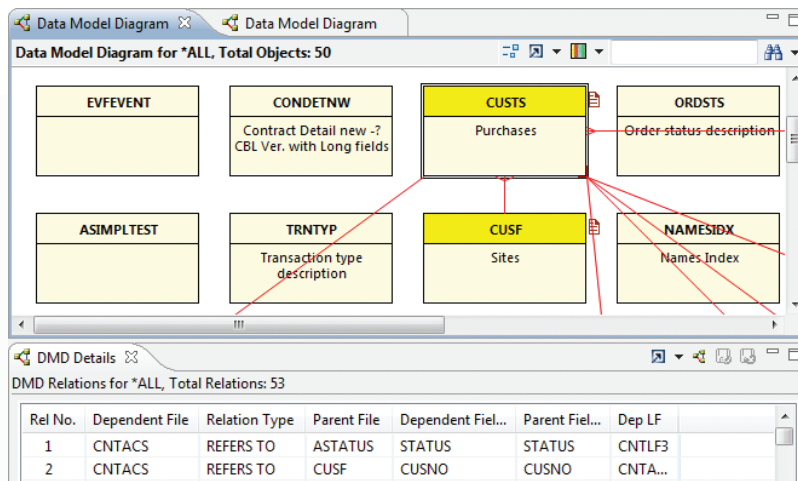 Data Model Diagram Data Model Diagram
Data Model Diagram for *ALL, Total Objects: 50
EVFEVENT CONDETNW CUSTS ORDSTS
Contract Detail new -? Purchases Order status description
CBL Ver. with Long fields
ASIMPLTEST TRNTYP CUSF NAMESIDX
Transaction type Sites Names Index
description
DMD Details
DMD Relations for *ALL, Total Relations: 53
Rel No. Dependent File Relation Type Parent File Dependent Fiel... Parent Fiel... Dep LF
1 CNTACS REFERS TO ASTATUS STATUS STATUS CNTLF3
2 CNTACS REFERS TO CUSF CUSNO CUSNO CNTA...